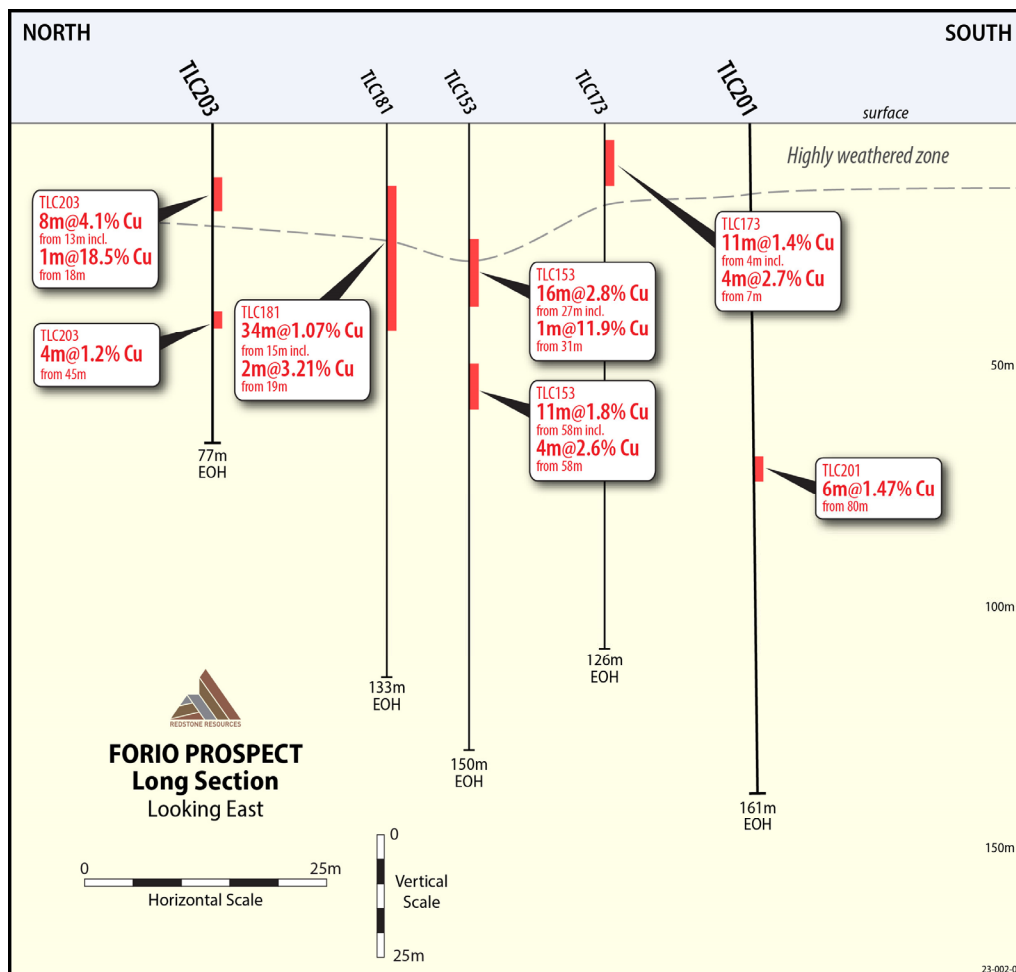 NORTH
SOUTH
TLC203
TLC181
TLC153
TLC173
TLC201
surface
Highly weathered zone
TLC203
8m@4.1% Cu
from 13m incl.
1m@18.5% Cu
from 18m
TLC203
4m@1.2% Cu
from 45m
TLC181
34m@1.07% Cu
from 15m incl.
2m@3.21% Cu
from 19m
TLC153
16m@2.8% Cu
from 27m incl.
1m@11.9% Cu
from 31m
TLC153
11m@1.8% Cu
from 58m incl.
4m@2.6% Cu
from 58m
TLC173
11m@1.4% Cu
from 4m incl.
4m@2.7% Cu
from 7m
TLC201
6m@1.47% Cu
from 80m
50m
100m
150m
77m
EOH
133m
EOH
150m
EOH
126m
EOH
161m
EOH
REDSTONE RESOURCES
FORIO PROSPECT
Long Section
Looking East
0
25m
Horizontal Scale
0
Vertical
Scale
25m